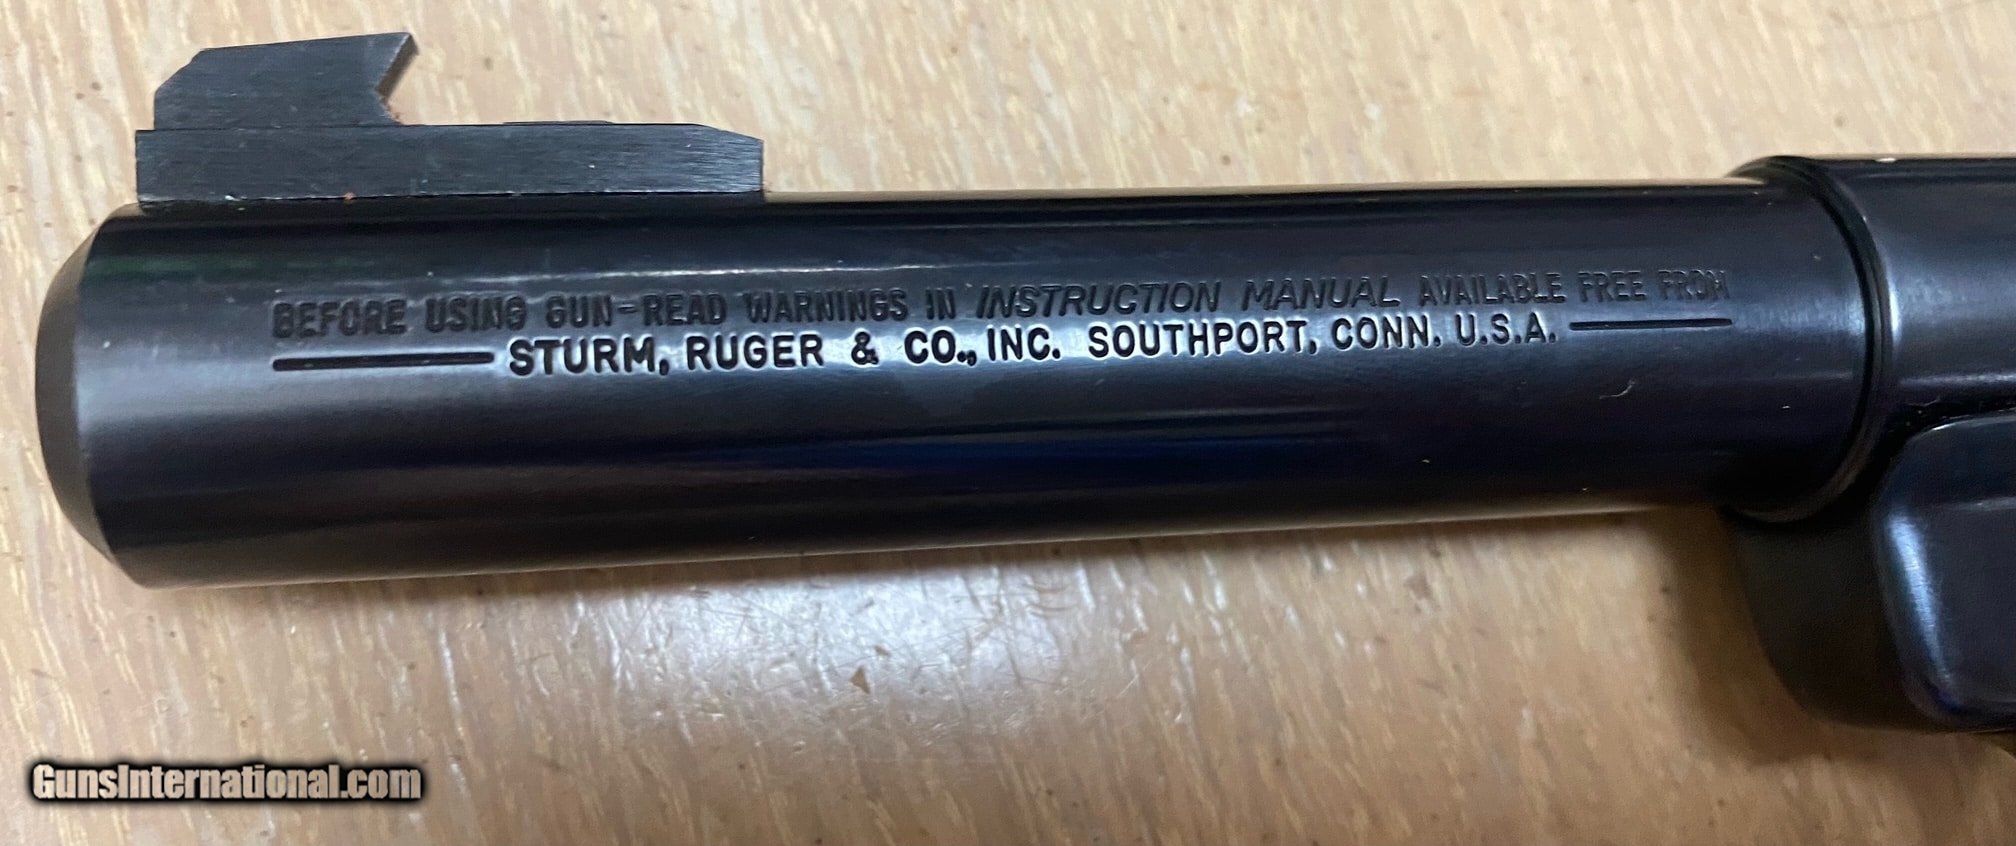 BEFORE USING GUN-READ WARNINGS IN INSTRUCTION MANUAL AVAILABLE FREE FROM
STURM, RUGER & CO., INC. SOUTHPORT, CONN. U.S.A.
GunsInternational.com